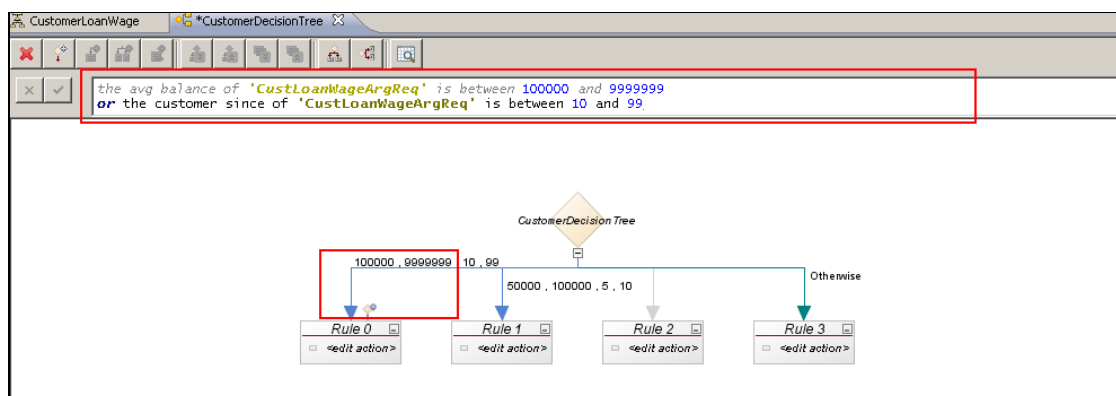 CustomerLoanWage *CustomerDecisionTree
the avg balance of 'CustLoanWageArgReq' is between 100000 and 9999999
or the customer since of 'CustLoanWageArgReq' is between 10 and 99
CustomerDecisionTree
100000 , 9999999 , 10 , 99
Otherwise
50000 , 100000 , 5 , 10
Rule 0 Rule 1 Rule 2 Rule 3
<edit action> <edit action> <edit action> <edit action>